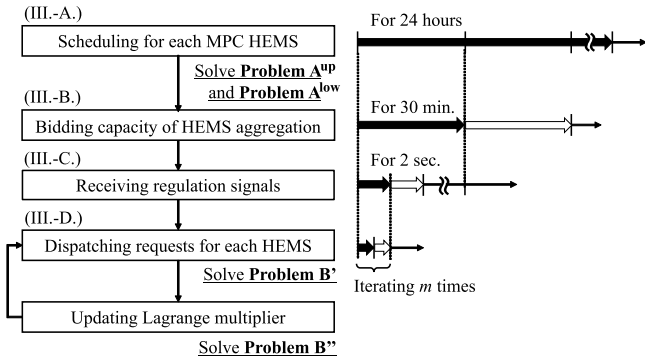 (III.-A.)
Scheduling for each MPC HEMS
For 24 hours
Solve Problem A^up
and Problem A^low
(III.-B.)
Bidding capacity of HEMS aggregation
For 30 min.
(III.-C.)
Receiving regulation signals
For 2 sec.
(III.-D.)
Dispatching requests for each HEMS
Solve Problem B’
Iterating m times
Updating Lagrange multiplier
Solve Problem B’’